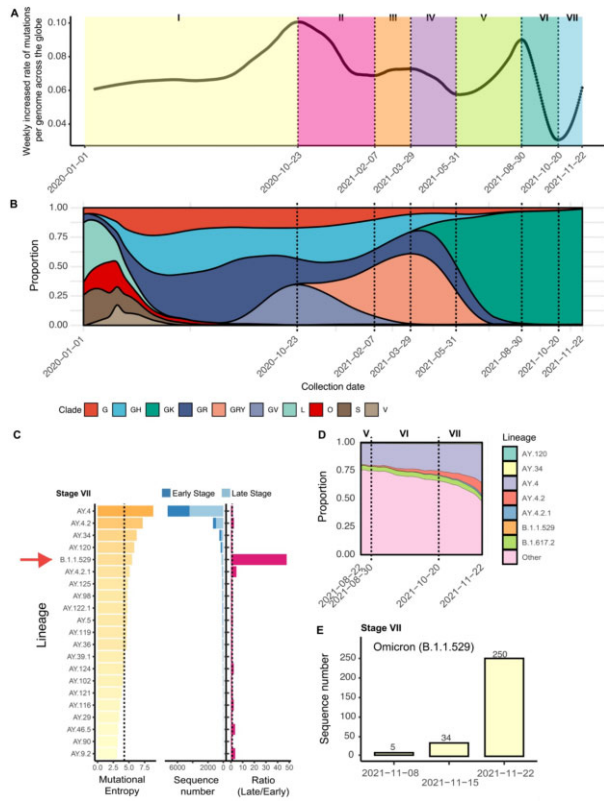 A
Weekly increased rate of mutations
per genome across the globe
I II III IV V VI VII
0.10
0.08
0.06
0.04
2020-01-01
2020-10-23
2021-02-07
2021-03-29
2021-05-31
2021-08-30
2021-10-20
2021-11-22
B
Proportion
1.00
0.75
0.50
0.25
0.00
2020-01-01
2020-10-23
2021-02-07
2021-03-29
2021-05-31
2021-08-30
2021-10-20
2021-11-22
Collection date
Clade G GH GK GR GRY GV L O S V
C
Stage VII
Early Stage Late Stage
Lineage
AY.4
AY.4.2
AY.34
AY.120
B.1.1.529
AY.4.2.1
AY.125
AY.98
AY.122.1
AY.5
AY.119
AY.36
AY.39.1
AY.124
AY.102
AY.121
AY.116
AY.29
AY.46.5
AY.90
AY.9.2
0.0 2.5 5.0 7.5
6000 2000 0
0 10 20 30 40 50
Mutational
Entropy
Sequence
number
Ratio
(Late/Early)
D
V VI VII
Proportion
1.00
0.75
0.50
0.25
0.00
2021-08-22
2021-08-30
2021-10-20
2021-11-22
Lineage
AY.120
AY.34
AY.4
AY.4.2
AY.4.2.1
B.1.1.529
B.1.617.2
Other
E
Stage VII
Omicron (B.1.1.529)
Sequence number
250
200
150
100
50
0
5
34
250
2021-11-08
2021-11-15
2021-11-22